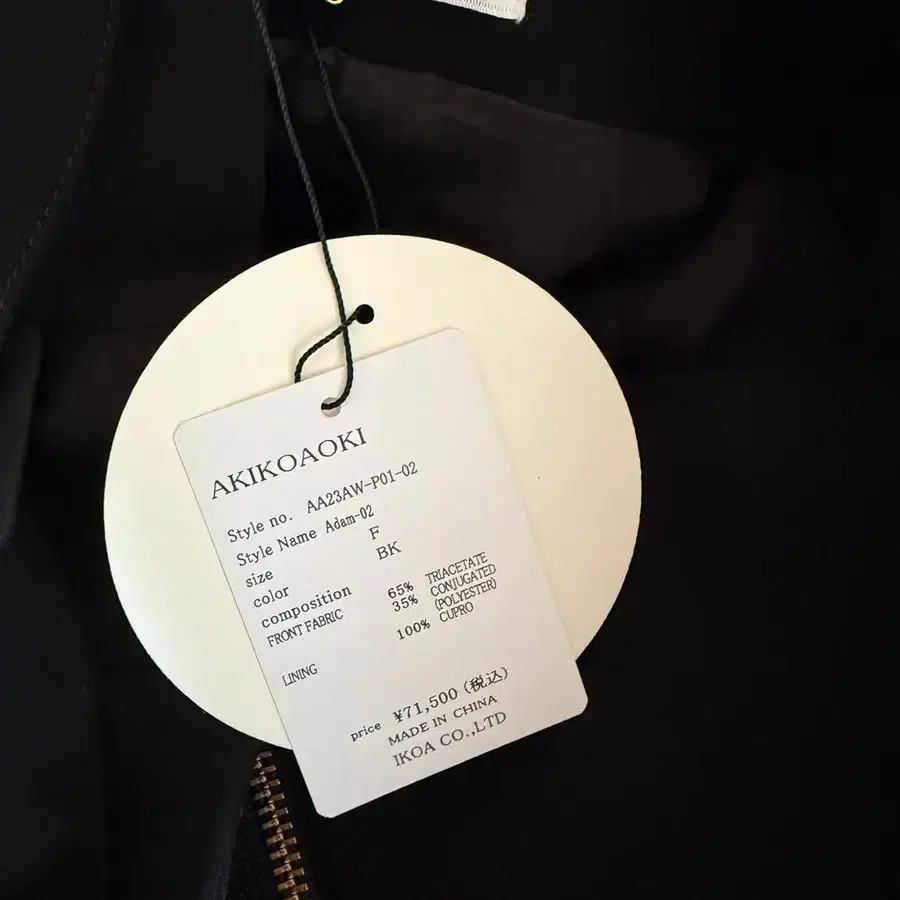 AKIKOAOKI
Style no. AA23AW-P01-02
Style Name Adam-02
size F
color BK
composition
FRONT FABRIC 65% TRIACETATE
35% CONJUGATED
(POLYESTER)
LINING 100% CUPRO
price ¥71,500 (税込)
MADE IN CHINA
IKOA CO.,LTD